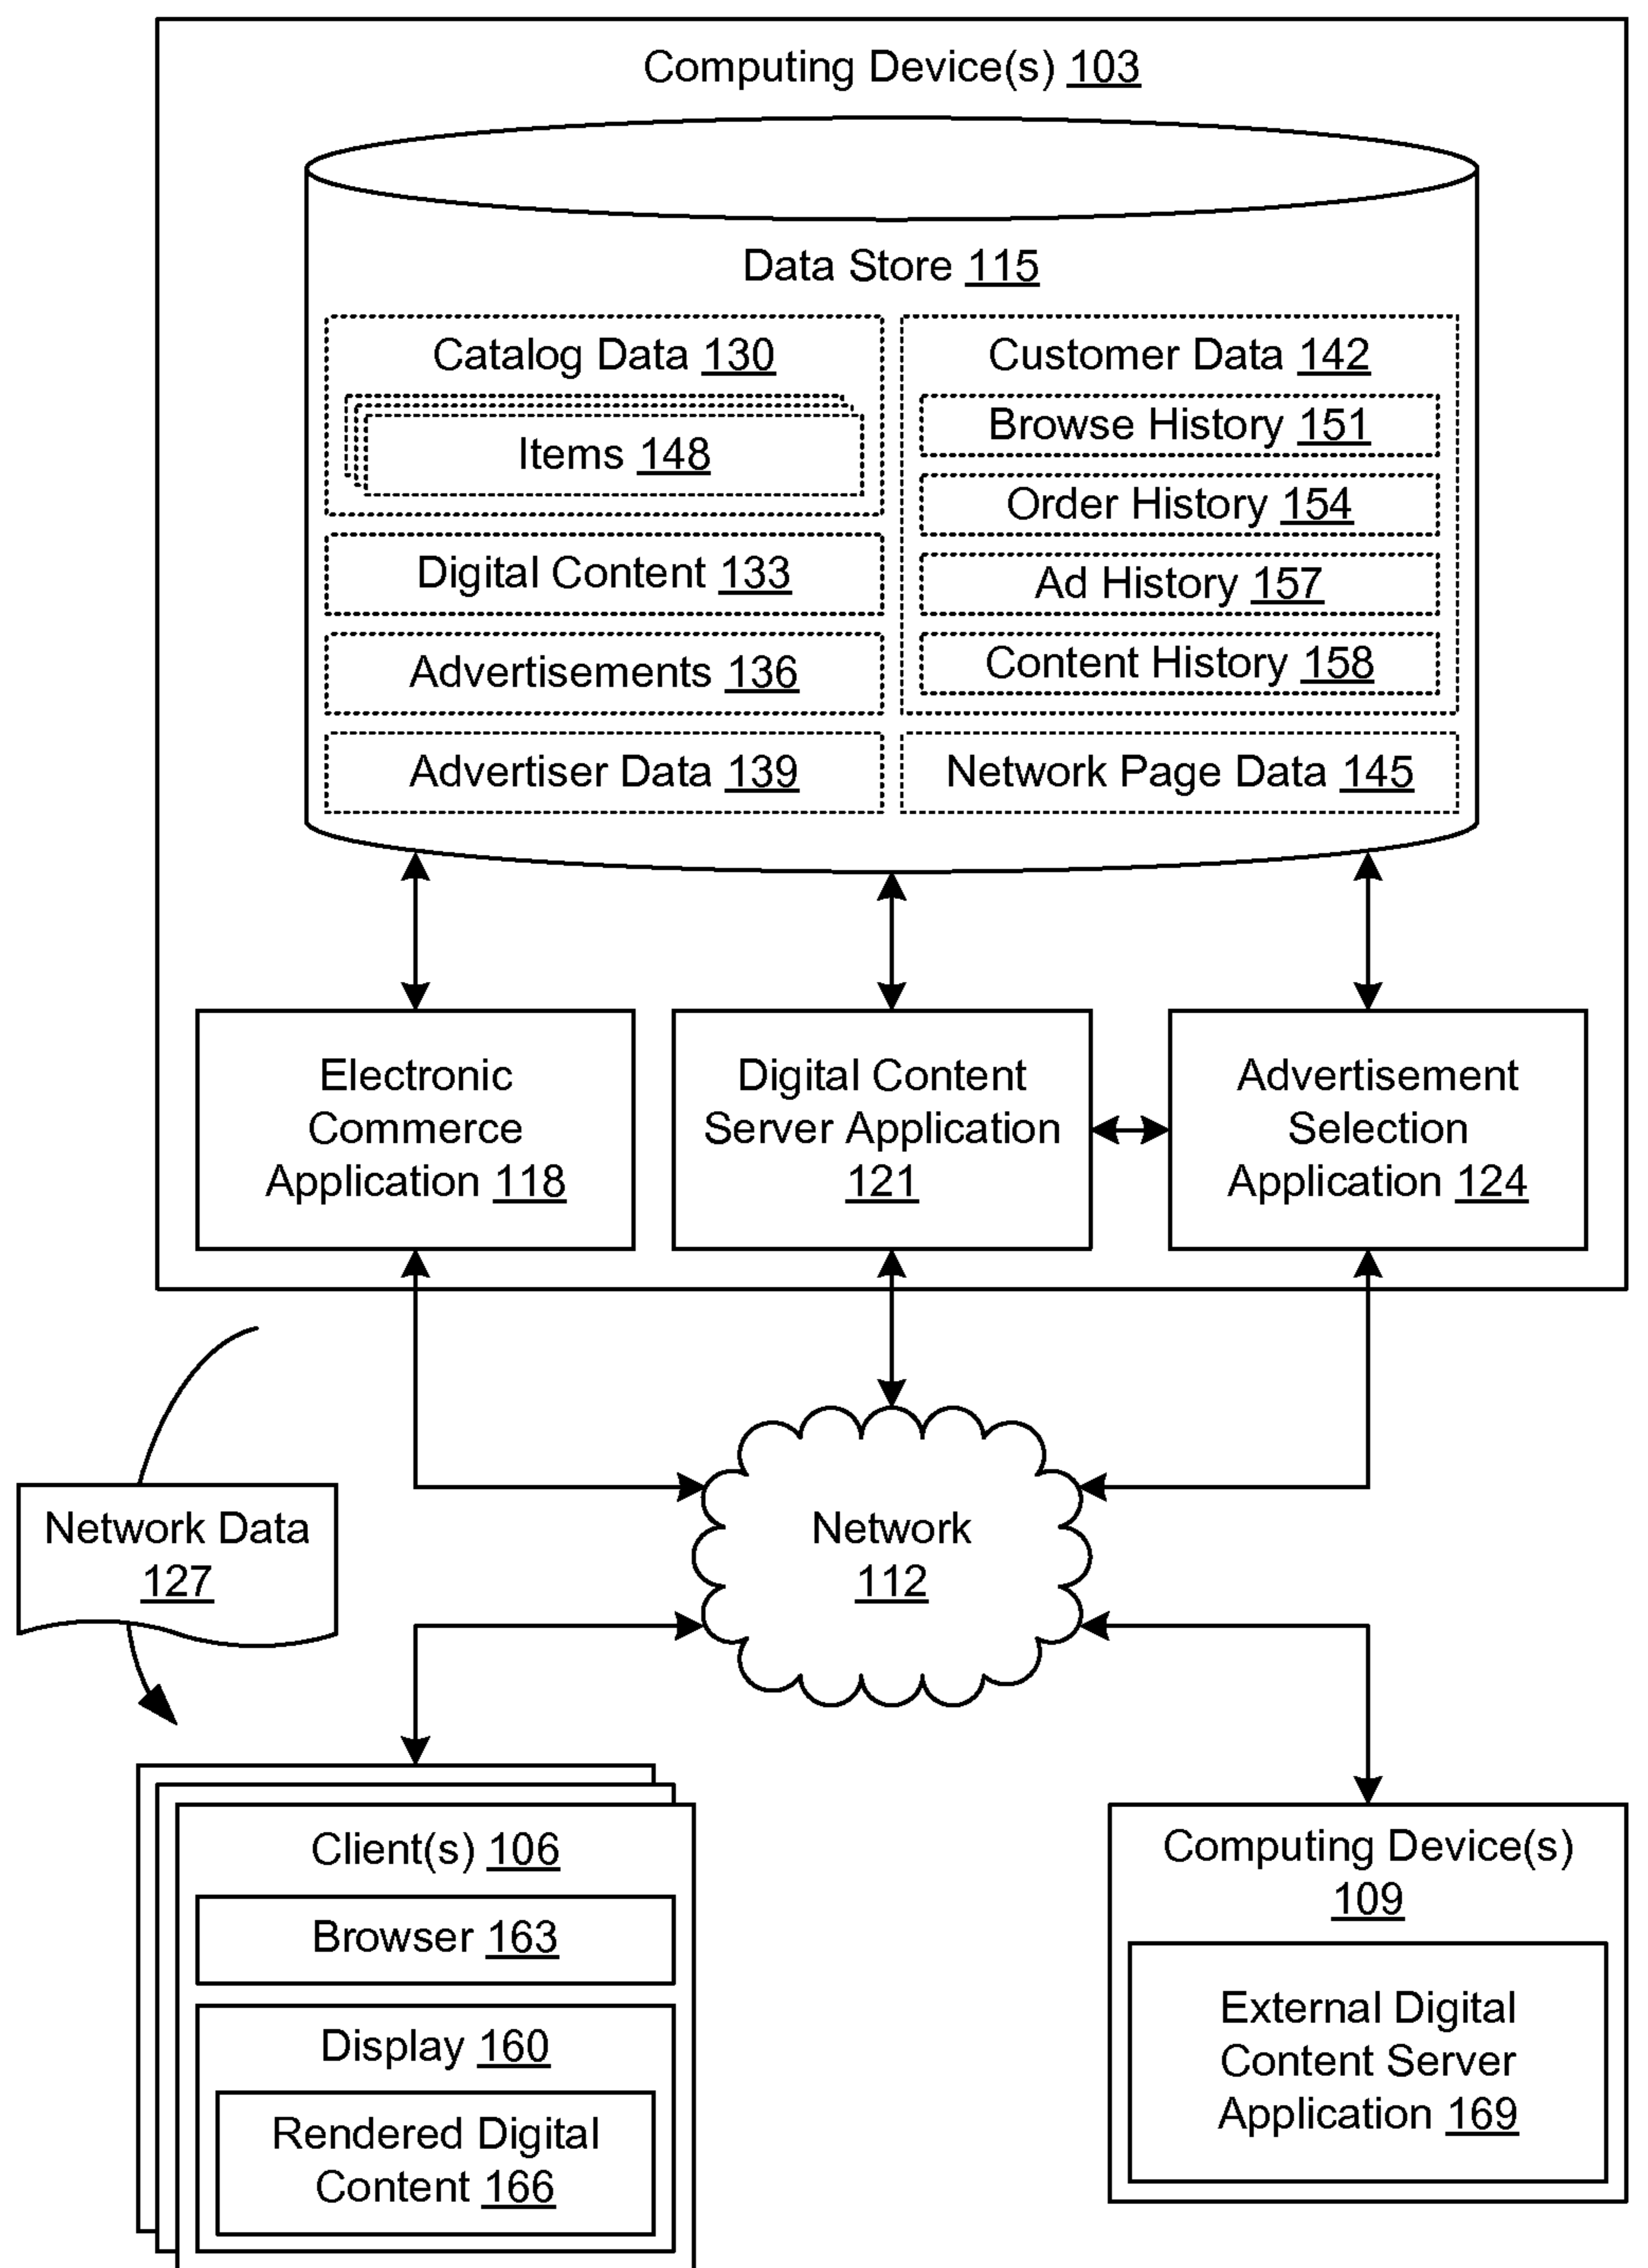 Computing Device(s) 103
Data Store 115
Catalog Data 130
Items 148
Digital Content 133
Advertisements 136
Advertiser Data 139
Customer Data 142
Browse History 151
Order History 154
Ad History 157
Content History 158
Network Page Data 145
Electronic
Commerce
Application 118
Digital Content
Server Application
121
Advertisement
Selection
Application 124
Network Data
127
Network
112
Client(s) 106
Browser 163
Display 160
Rendered Digital
Content 166
Computing Device(s)
109
External Digital
Content Server
Application 169